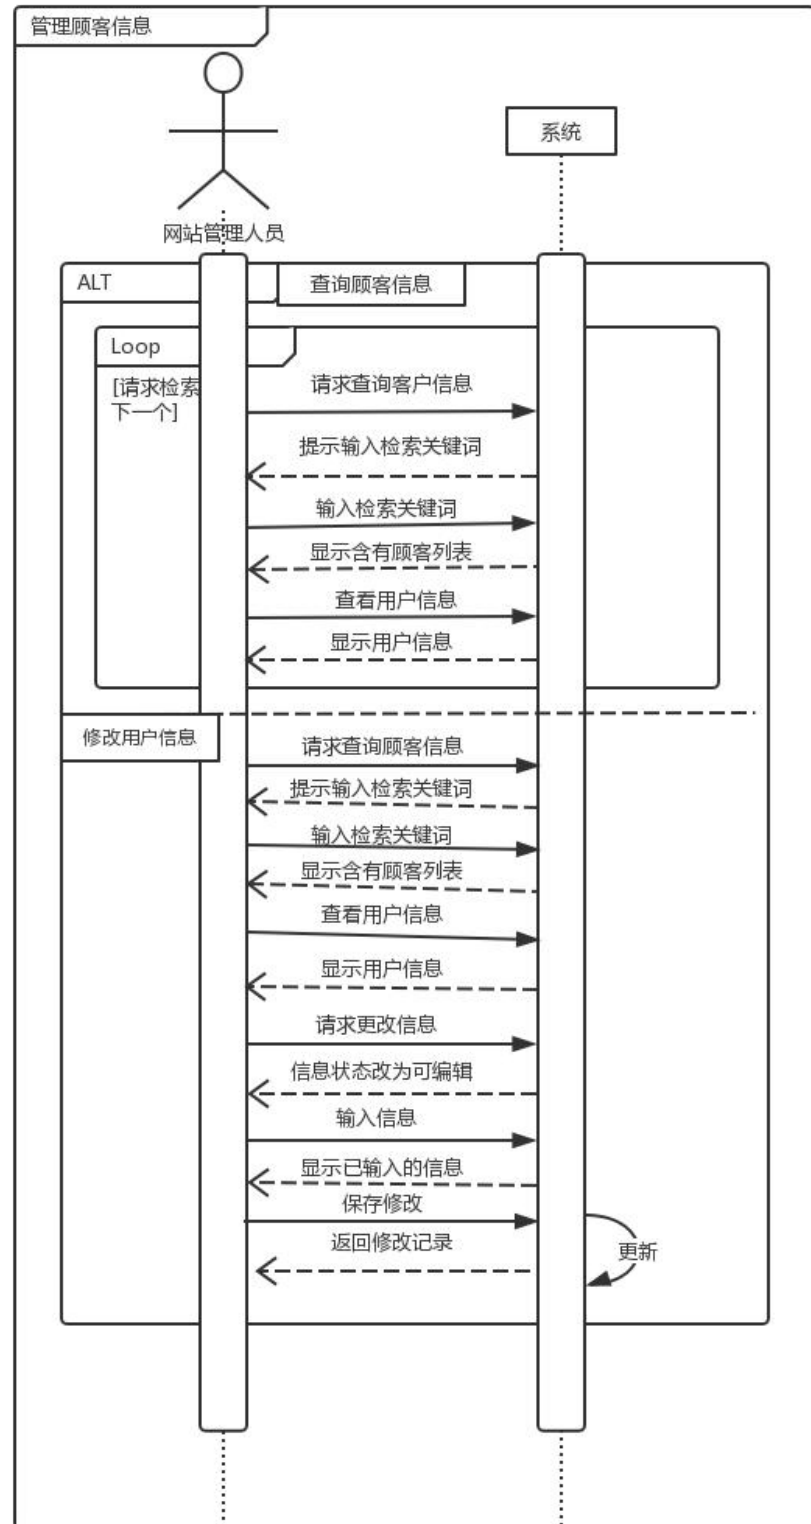 管理顾客信息
系统
网站管理人员
ALT
查询顾客信息
Loop
[请求检索
下一个]
请求查询客户信息
提示输入检索关键词
输入检索关键词
显示含有顾客列表
查看用户信息
显示用户信息
修改用户信息
请求查询顾客信息
提示输入检索关键词
输入检索关键词
显示含有顾客列表
查看用户信息
显示用户信息
请求更改信息
信息状态改为可编辑
输入信息
显示已输入的信息
保存修改
返回修改记录
更新